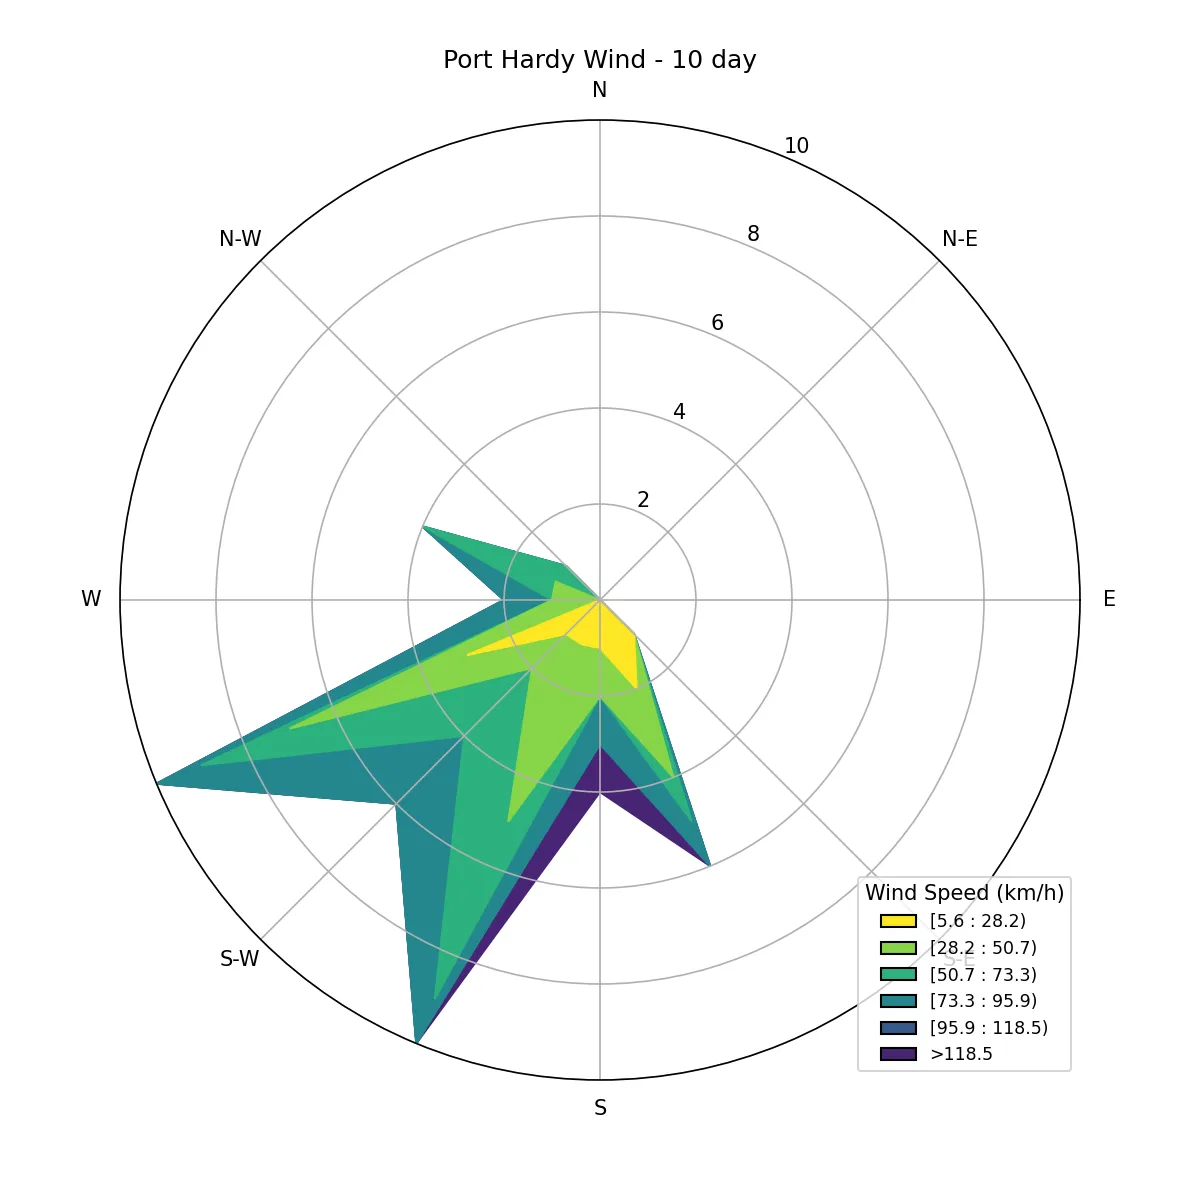 Port Hardy Wind - 10 day
N
10
N-W
N-E
8
6
4
2
W
E
Wind Speed (km/h)
[5.6 : 28.2)
[28.2 : 50.7)
S-W
S-E
[50.7 : 73.3)
[73.3 : 95.9)
[95.9 : 118.5)
>118.5
S